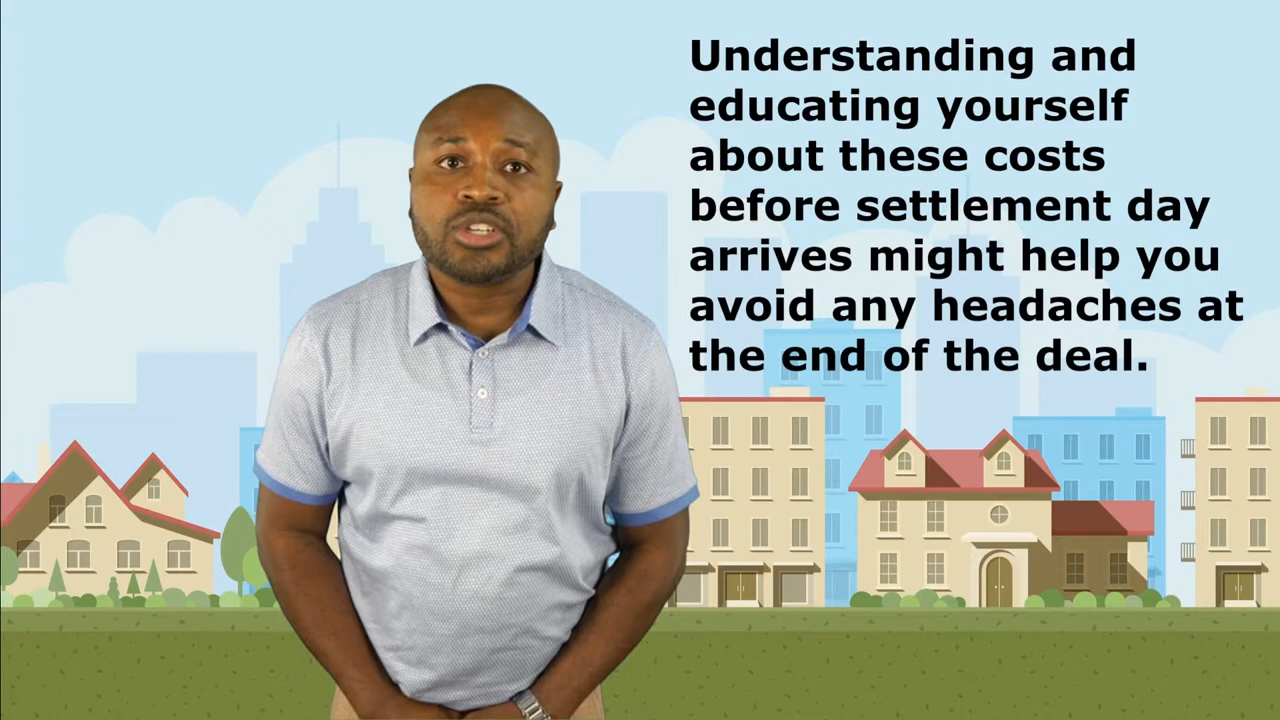 Understanding and
educating yourself
about these costs
before settlement day
arrives might help you
avoid any headaches at
the end of the deal.